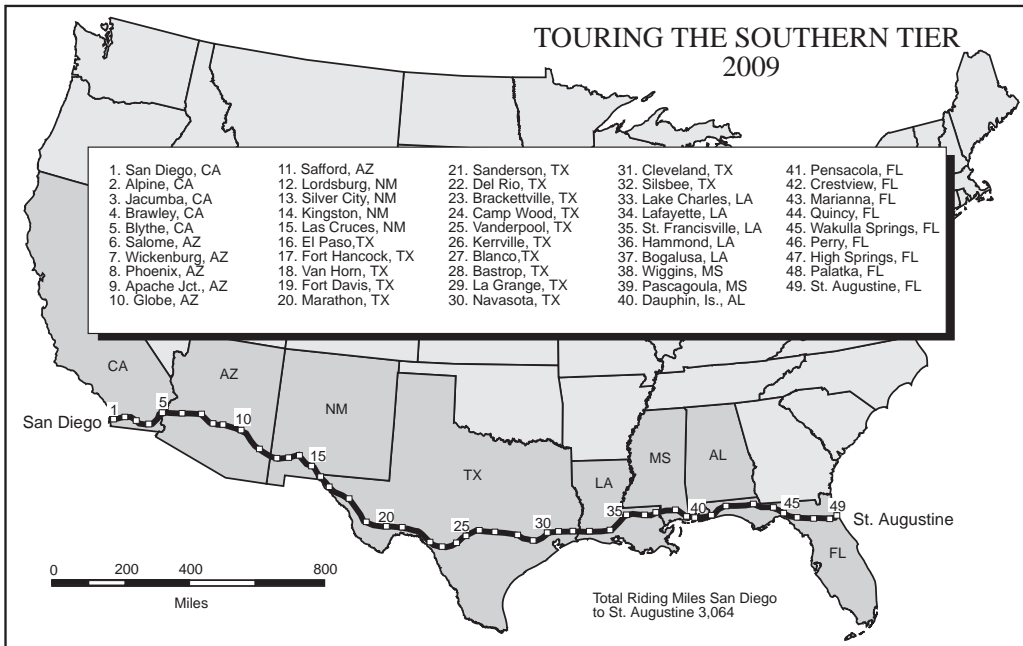 TOURING THE SOUTHERN TIER
2009
1. San Diego, CA
2. Alpine, CA
3. Jacumba, CA
4. Brawley, CA
5. Blythe, CA
6. Salome, AZ
7. Wickenburg, AZ
8. Phoenix, AZ
9. Apache Jct., AZ
10. Globe, AZ
11. Safford, AZ
12. Lordsburg, NM
13. Silver City, NM
14. Kingston, NM
15. Las Cruces, NM
16. El Paso,TX
17. Fort Hancock, TX
18. Van Horn, TX
19. Fort Davis, TX
20. Marathon, TX
21. Sanderson, TX
22. Del Rio, TX
23. Brackettville, TX
24. Camp Wood, TX
25. Vanderpool, TX
26. Kerrville, TX
27. Blanco,TX
28. Bastrop, TX
29. La Grange, TX
30. Navasota, TX
31. Cleveland, TX
32. Silsbee, TX
33. Lake Charles, LA
34. Lafayette, LA
35. St. Francisville, LA
36. Hammond, LA
37. Bogalusa, LA
38. Wiggins, MS
39. Pascagoula, MS
40. Dauphin, Is., AL
41. Pensacola, FL
42. Crestview, FL
43. Marianna, FL
44. Quincy, FL
45. Wakulla Springs, FL
46. Perry, FL
47. High Springs, FL
48. Palatka, FL
49. St. Augustine, FL
CA
AZ
NM
TX
LA
MS
AL
FL
San Diego
1
5
10
15
20
25
30
35
40
45
49
St. Augustine
0 200 400 800
Miles
Total Riding Miles San Diego
to St. Augustine 3,064